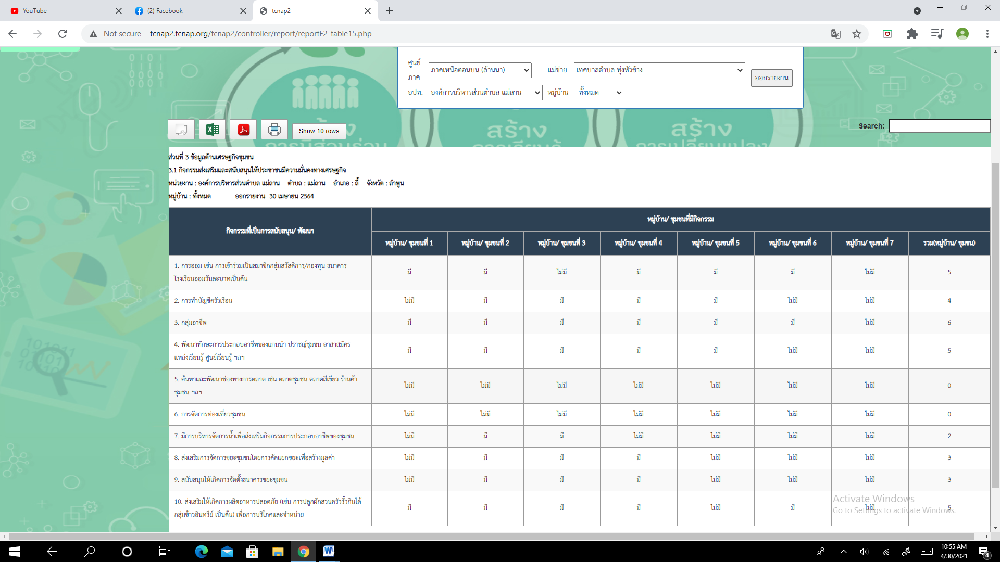 YouTube
(2) Facebook
tcnap2
Not secure
tcnap2.tcnap.org/tcnap2/controller/report/reportF2_table15.php
ศูนย์ภาค ภาคเหนือตอนบน (ล้านนา) แม่ข่าย เทศบาลตำบล ทุ่งหัวช้าง
ออกรายงาน
อปท. องค์การบริหารส่วนตำบล แม่ลาน หมู่บ้าน -ทั้งหมด-
สร้าง สร้าง
Show 10 rows
Search:
ส่วนที่ 3 ข้อมูลด้านเศรษฐกิจชุมชน
3.1 กิจกรรมส่งเสริมและสนับสนุนให้ประชาชนมีความมั่นคงทางเศรษฐกิจ
หน่วยงาน : องค์การบริหารส่วนตำบล แม่ลาน ตำบล : แม่ลาน อำเภอ : ลี้ จังหวัด : ลำพูน
หมู่บ้าน : ทั้งหมด ออกรายงาน 30 เมษายน 2564
กิจกรรมที่เป็นการสนับสนุน/ พัฒนา
หมู่บ้าน/ ชุมชนที่มีกิจกรรม
หมู่บ้าน/ ชุมชนที่ 1 หมู่บ้าน/ ชุมชนที่ 2 หมู่บ้าน/ ชุมชนที่ 3 หมู่บ้าน/ ชุมชนที่ 4 หมู่บ้าน/ ชุมชนที่ 5 หมู่บ้าน/ ชุมชนที่ 6 หมู่บ้าน/ ชุมชนที่ 7 รวม(หมู่บ้าน/ ชุมชน)
1. การออม เช่น การเข้าร่วมเป็นสมาชิกกลุ่มสวัสดิการ/กองทุน ธนาคาร
โรงเรียนออมวันละบาทเป็นต้น
มี มี ไม่มี มี มี มี ไม่มี 5
2. การทำบัญชีครัวเรือน ไม่มี มี มี มี มี ไม่มี ไม่มี 4
3. กลุ่มอาชีพ มี มี มี มี มี มี ไม่มี 6
4. พัฒนาทักษะการประกอบอาชีพของแกนนำ ปราชญ์ชุมชน อาสาสมัคร
แหล่งเรียนรู้ ศูนย์เรียนรู้ ฯลฯ
มี มี มี มี มี ไม่มี ไม่มี 5
5. ค้นหาและพัฒนาช่องทางการตลาด เช่น ตลาดชุมชน ตลาดสีเขียว ร้านค้า
ชุมชน ฯลฯ
ไม่มี ไม่มี ไม่มี ไม่มี ไม่มี ไม่มี ไม่มี 0
6. การจัดการท่องเที่ยวชุมชน ไม่มี ไม่มี ไม่มี ไม่มี ไม่มี ไม่มี ไม่มี 0
7. มีการบริหารจัดการน้ำเพื่อส่งเสริมกิจกรรมการประกอบอาชีพของชุมชน ไม่มี มี มี ไม่มี ไม่มี ไม่มี ไม่มี 2
8. ส่งเสริมการจัดการขยะชุมชนโดยการคัดแยกขยะเพื่อสร้างมูลค่า ไม่มี มี มี มี ไม่มี ไม่มี ไม่มี 3
9. สนับสนุนให้เกิดการจัดตั้งธนาคารขยะชุมชน ไม่มี มี มี มี ไม่มี ไม่มี ไม่มี 3
10. ส่งเสริมให้เกิดการผลิตอาหารปลอดภัย (เช่น การปลูกผักสวนครัวรั้วกินได้
กลุ่มข้าวอินทรีย์ เป็นต้น) เพื่อการบริโภคและจำหน่าย
มี มี มี มี ไม่มี มี ไม่มี 5
Activate Windows
Go to Settings to activate Windows.
10:55 AM
4/30/2021
4